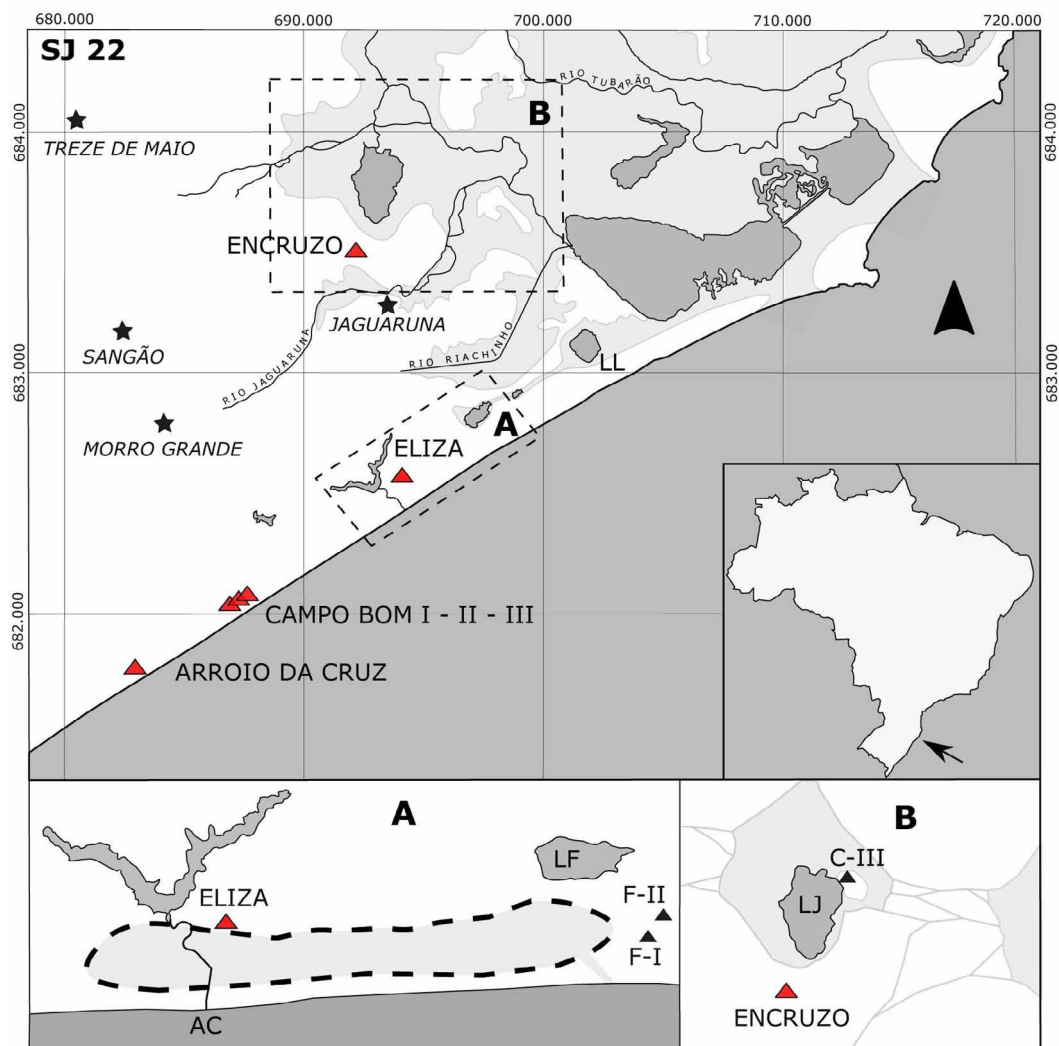 680.000 690.000 700.000 710.000 720.000
SJ 22
RIO TUBARÃO
B
684.000
684.000
TREZE DE MAIO
ENCRUZO
JAGUARUNA
SANGÃO
RIO JAGUARUNA
RIO RIACHINHO
LL
683.000
683.000
MORRO GRANDE
A
ELIZA
682.000
CAMPO BOM I - II - III
ARROIO DA CRUZ
A
LF
ELIZA
F-II
F-I
AC
B
C-III
LJ
ENCRUZO